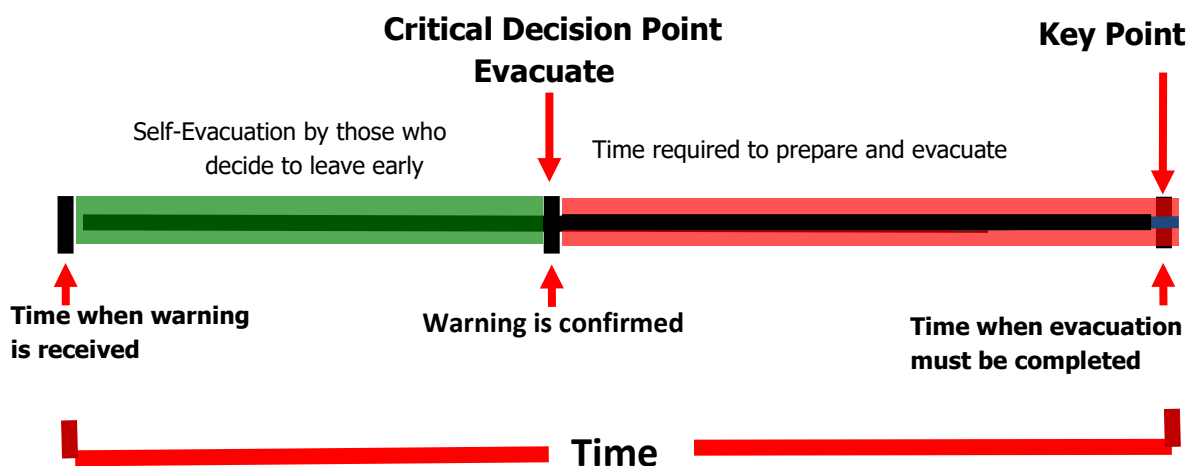 Critical Decision Point
Evacuate
Key Point
Self-Evacuation by those who
decide to leave early
Time required to prepare and evacuate
Time when warning
is received
Warning is confirmed
Time when evacuation
must be completed
Time